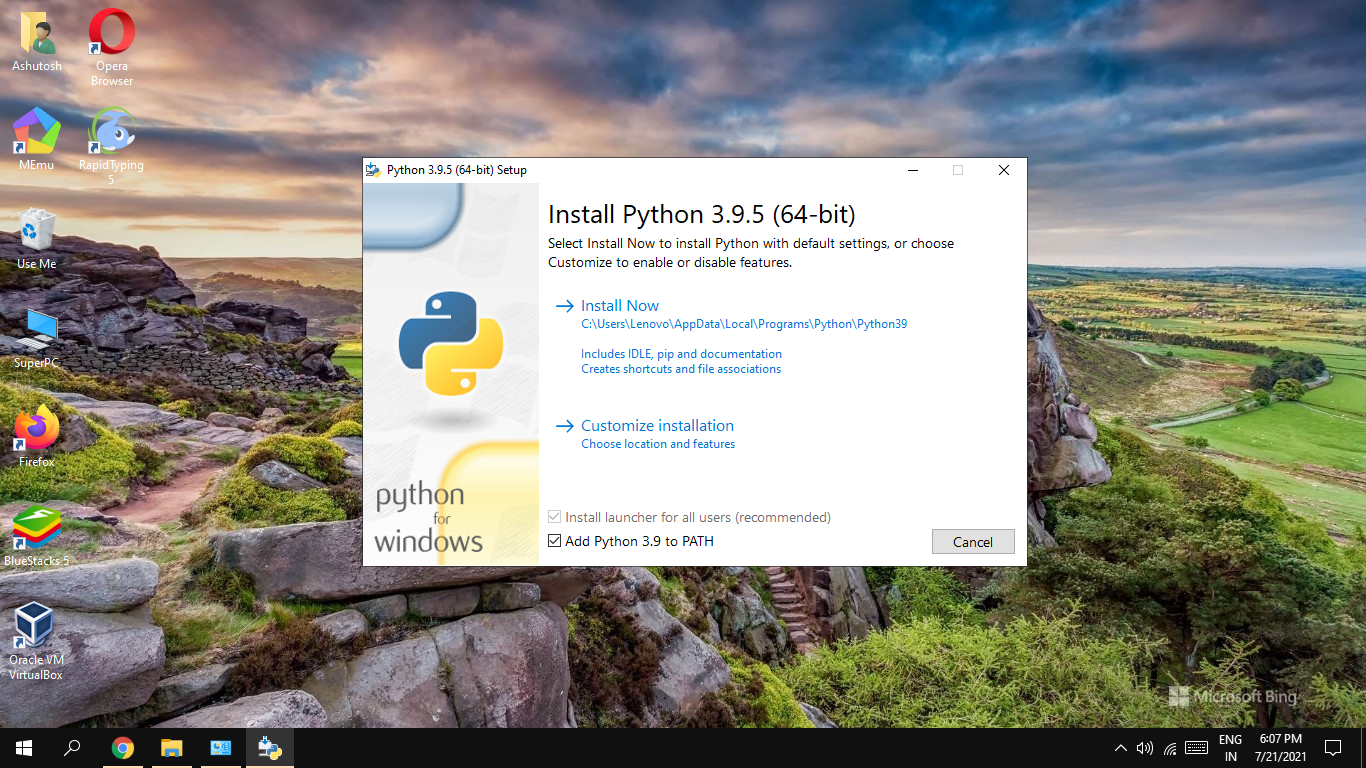 Ashutosh
Opera
Browser
MEmu
RapidTyping
5
Use Me
SuperPC
Firefox
BlueStacks 5
Oracle VM
VirtualBox
Python 3.9.5 (64-bit) Setup
Install Python 3.9.5 (64-bit)
Select Install Now to install Python with default settings, or choose
Customize to enable or disable features.
Install Now
C:\Users\Lenovo\AppData\Local\Programs\Python\Python39
Includes IDLE, pip and documentation
Creates shortcuts and file associations
Customize installation
Choose location and features
python
for
windows
Install launcher for all users (recommended)
Add Python 3.9 to PATH
Cancel
Microsoft Bing
ENG
IN
6:07 PM
7/21/2021